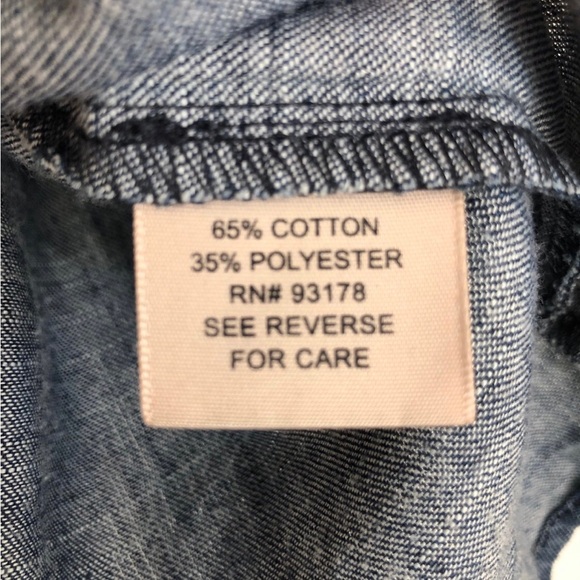 65% COTTON
35% POLYESTER
RN# 93178
SEE REVERSE
FOR CARE